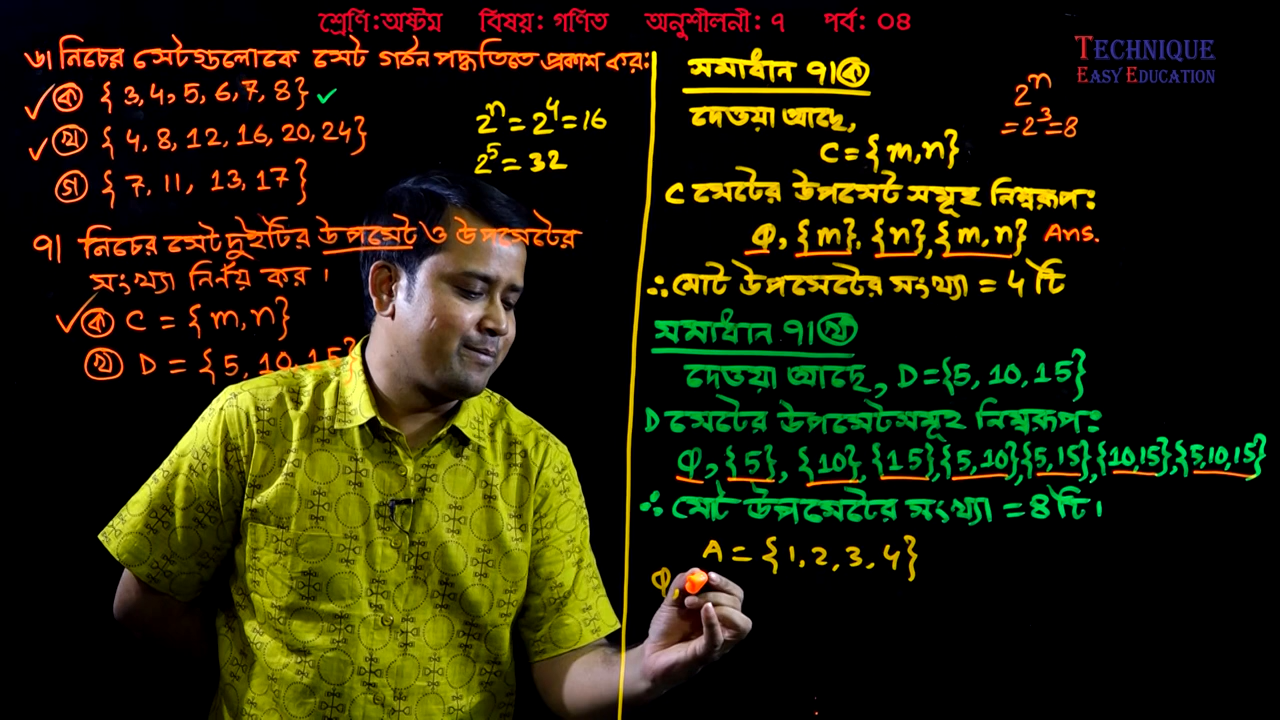 শ্রেণি:অষ্টম বিষয়: গণিত অনুশীলনী: ৭ পর্ব: ০৪
TECHNIQUE
EASY EDUCATION
৬। নিচের সেটগুলোকে সেট গঠন পদ্ধতিতে প্রকাশ কর:
✓ ক { 3, 4, 5, 6, 7, 8 } ✓
✓ খ { 4, 8, 12, 16, 20, 24 }
গ { 7, 11, 13, 17 }
2ⁿ = 2⁴ = 16
2⁵ = 32
৭। নিচের সেট দুইটির উপসেট ও উপসেটের
সংখ্যা নির্ণয় কর।
✓ ক C = { m, n }
খ D = { 5, 10, 15 }
সমাধান ৭।ক
দেওয়া আছে,
C = { m, n }
2ⁿ
= 2³ = 8
C সেটের উপসেট সমূহ নিম্নরূপ:
φ, {m}, {n}, {m, n} Ans.
∴ মোট উপসেটের সংখ্যা = 4 টি
সমাধান ৭।খ
দেওয়া আছে, D = {5, 10, 15}
D সেটের উপসেটসমূহ নিম্নরূপ:
φ, {5}, {10}, {15}, {5, 10}, {5, 15}, {10, 15}, {5, 10, 15}
∴ মোট উপসেটের সংখ্যা = 8 টি।
A = { 1, 2, 3, 4 }
φ,